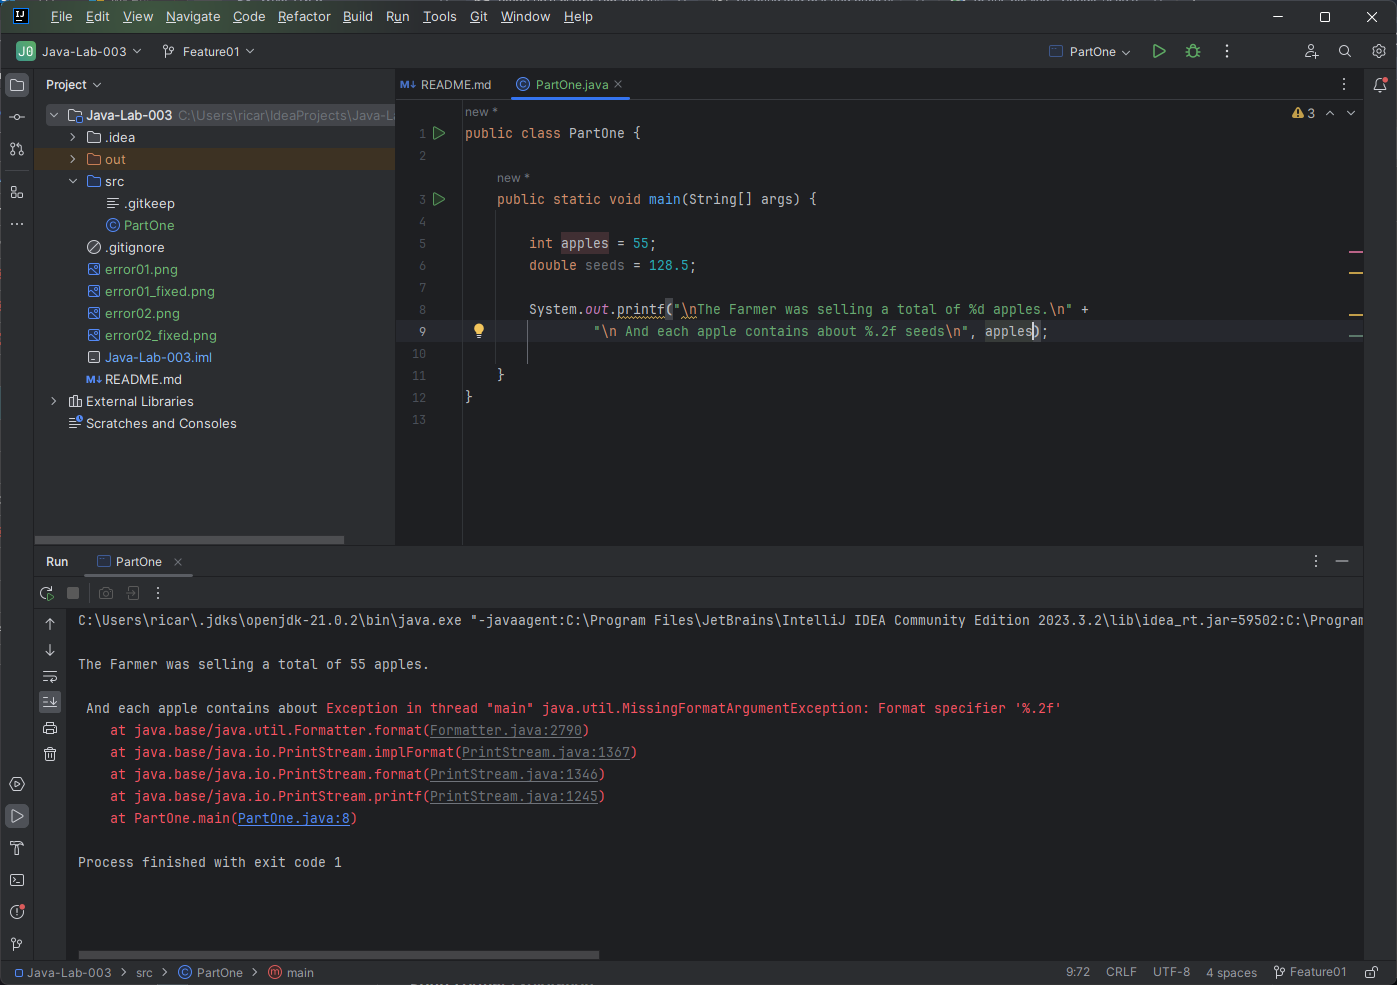 File Edit View Navigate Code Refactor Build Run Tools Git Window Help
J0 Java-Lab-003 Feature01 PartOne
Project
README.md PartOne.java
Java-Lab-003 C:\Users\ricar\IdeaProjects\Java-L
.idea
out
src
.gitkeep
PartOne
.gitignore
error01.png
error01_fixed.png
error02.png
error02_fixed.png
Java-Lab-003.iml
README.md
External Libraries
Scratches and Consoles
new *
3
1 public class PartOne {
2
new *
3 public static void main(String[] args) {
4
5 int apples = 55;
6 double seeds = 128.5;
7
8 System.out.printf("\nThe Farmer was selling a total of %d apples.\n" +
9 "\n And each apple contains about %.2f seeds\n", apples);
10
11 }
12 }
13
Run PartOne
C:\Users\ricar\.jdks\openjdk-21.0.2\bin\java.exe "-javaagent:C:\Program Files\JetBrains\IntelliJ IDEA Community Edition 2023.3.2\lib\idea_rt.jar=59502:C:\Program
The Farmer was selling a total of 55 apples.
And each apple contains about Exception in thread "main" java.util.MissingFormatArgumentException: Format specifier '%.2f'
at java.base/java.util.Formatter.format(Formatter.java:2790)
at java.base/java.io.PrintStream.implFormat(PrintStream.java:1367)
at java.base/java.io.PrintStream.format(PrintStream.java:1346)
at java.base/java.io.PrintStream.printf(PrintStream.java:1245)
at PartOne.main(PartOne.java:8)
Process finished with exit code 1
Java-Lab-003 > src > PartOne > main 9:72 CRLF UTF-8 4 spaces Feature01